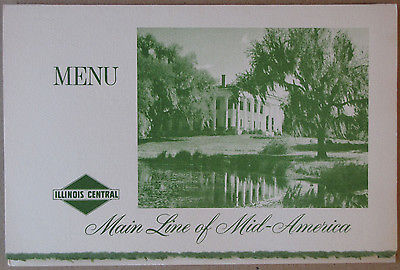 MENU
ILLINOIS CENTRAL
Main Line of Mid-America